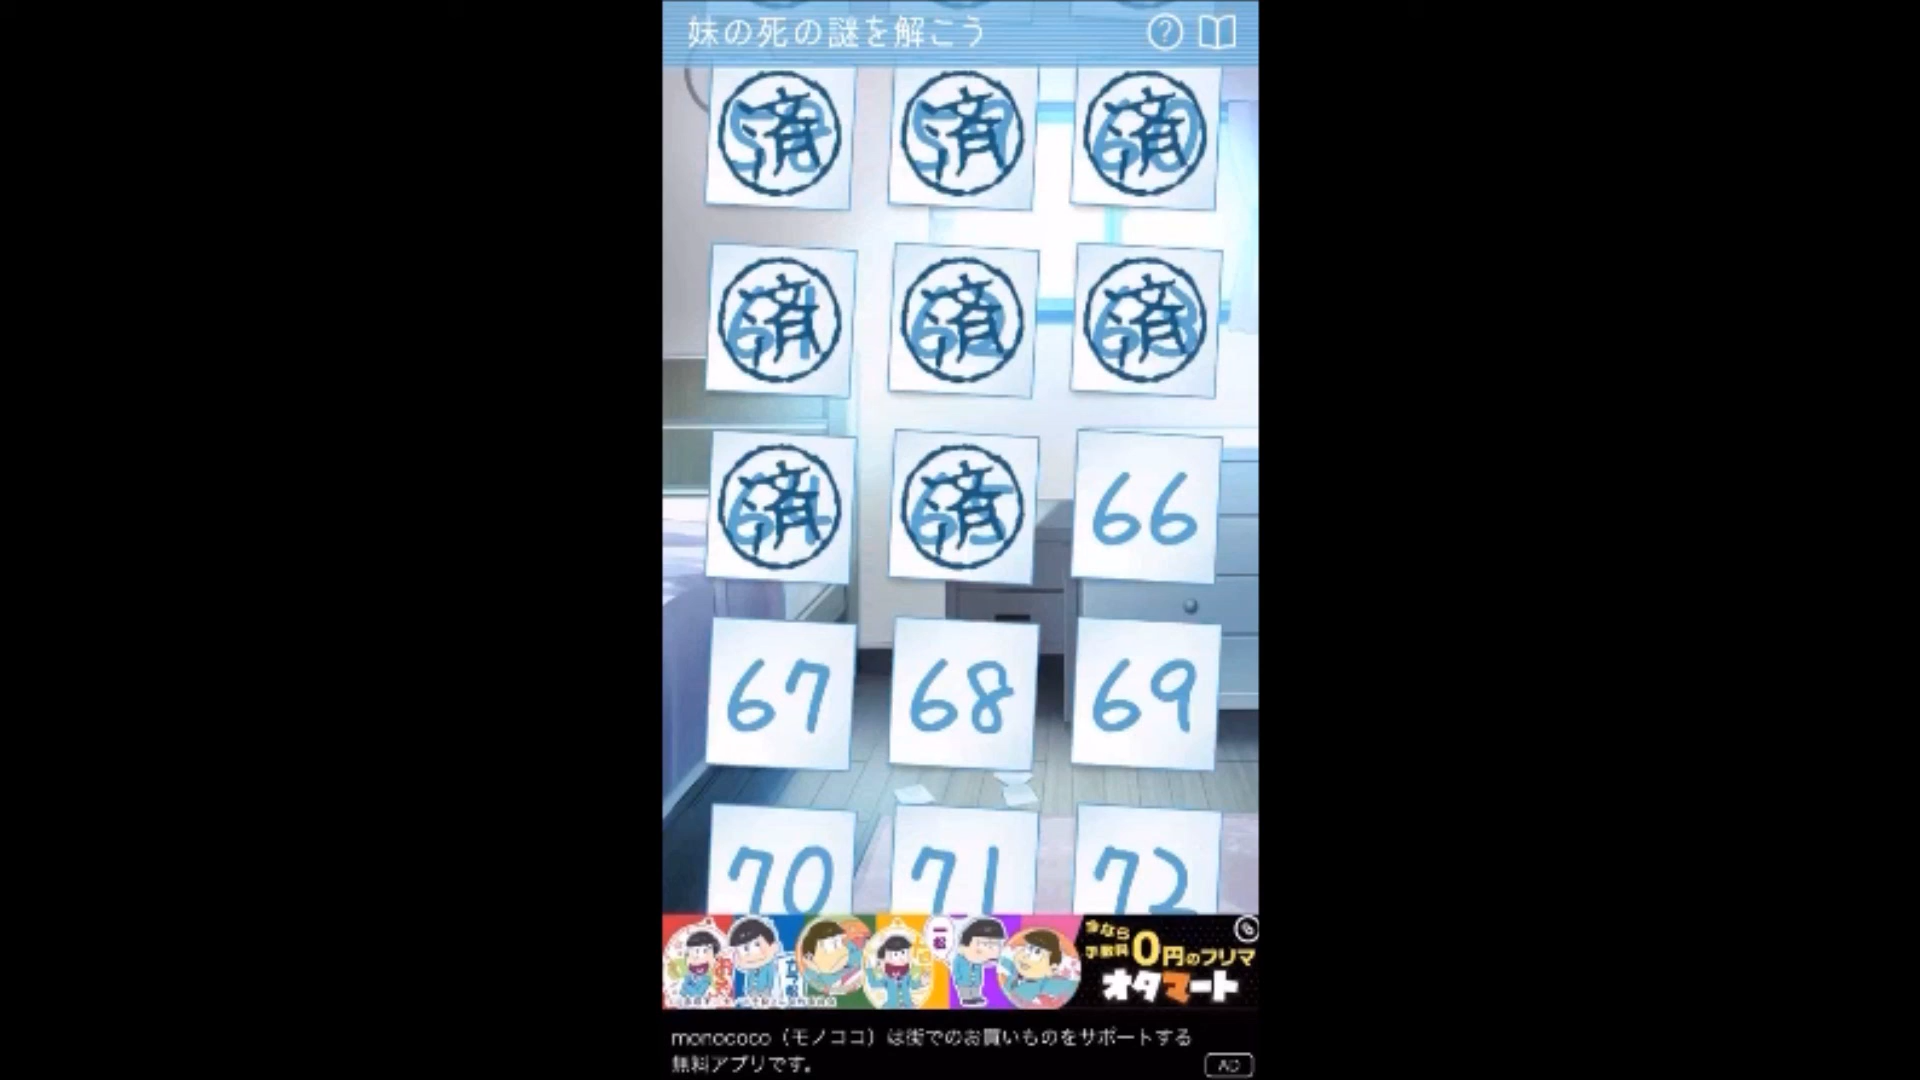 妹の死の謎を解こう
?
済 済 済
済 済 済
済 済 66
67 68 69
70 71 72
一松
今なら
手数料0円のフリマ
オタマート
monococo（モノココ）は街でのお買いものをサポートする
無料アプリです。
AD